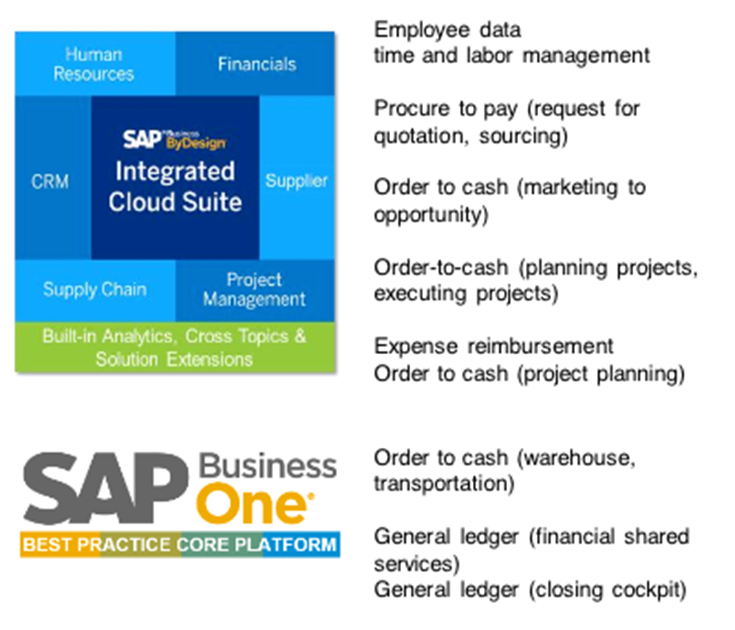 Human
Resources
Financials
SAP Business
ByDesign
Integrated
Cloud Suite
CRM
Supplier
Supply Chain
Project
Management
Built-in Analytics, Cross Topics &
Solution Extensions
SAP Business
One
BEST PRACTICE CORE PLATFORM
Employee data
time and labor management
Procure to pay (request for
quotation, sourcing)
Order to cash (marketing to
opportunity)
Order-to-cash (planning projects,
executing projects)
Expense reimbursement
Order to cash (project planning)
Order to cash (warehouse,
transportation)
General ledger (financial shared
services)
General ledger (closing cockpit)